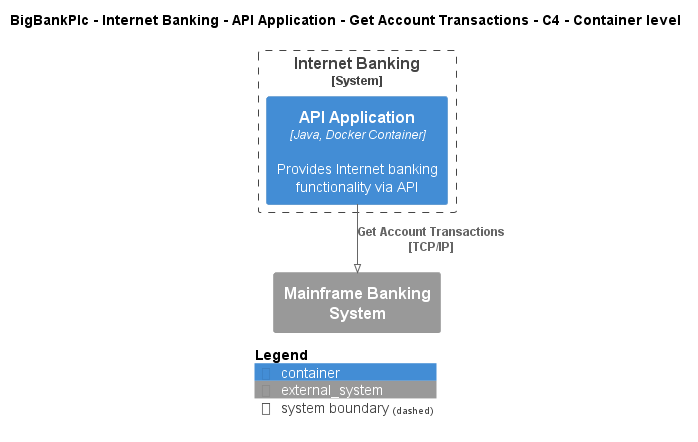 BigBankPlc - Internet Banking - API Application - Get Account Transactions - C4 - Container level
Internet Banking
[System]
API Application
[Java, Docker Container]
Provides Internet banking
functionality via API
Get Account Transactions
[TCP/IP]
Mainframe Banking
System
Legend
container
external_system
system boundary (dashed)